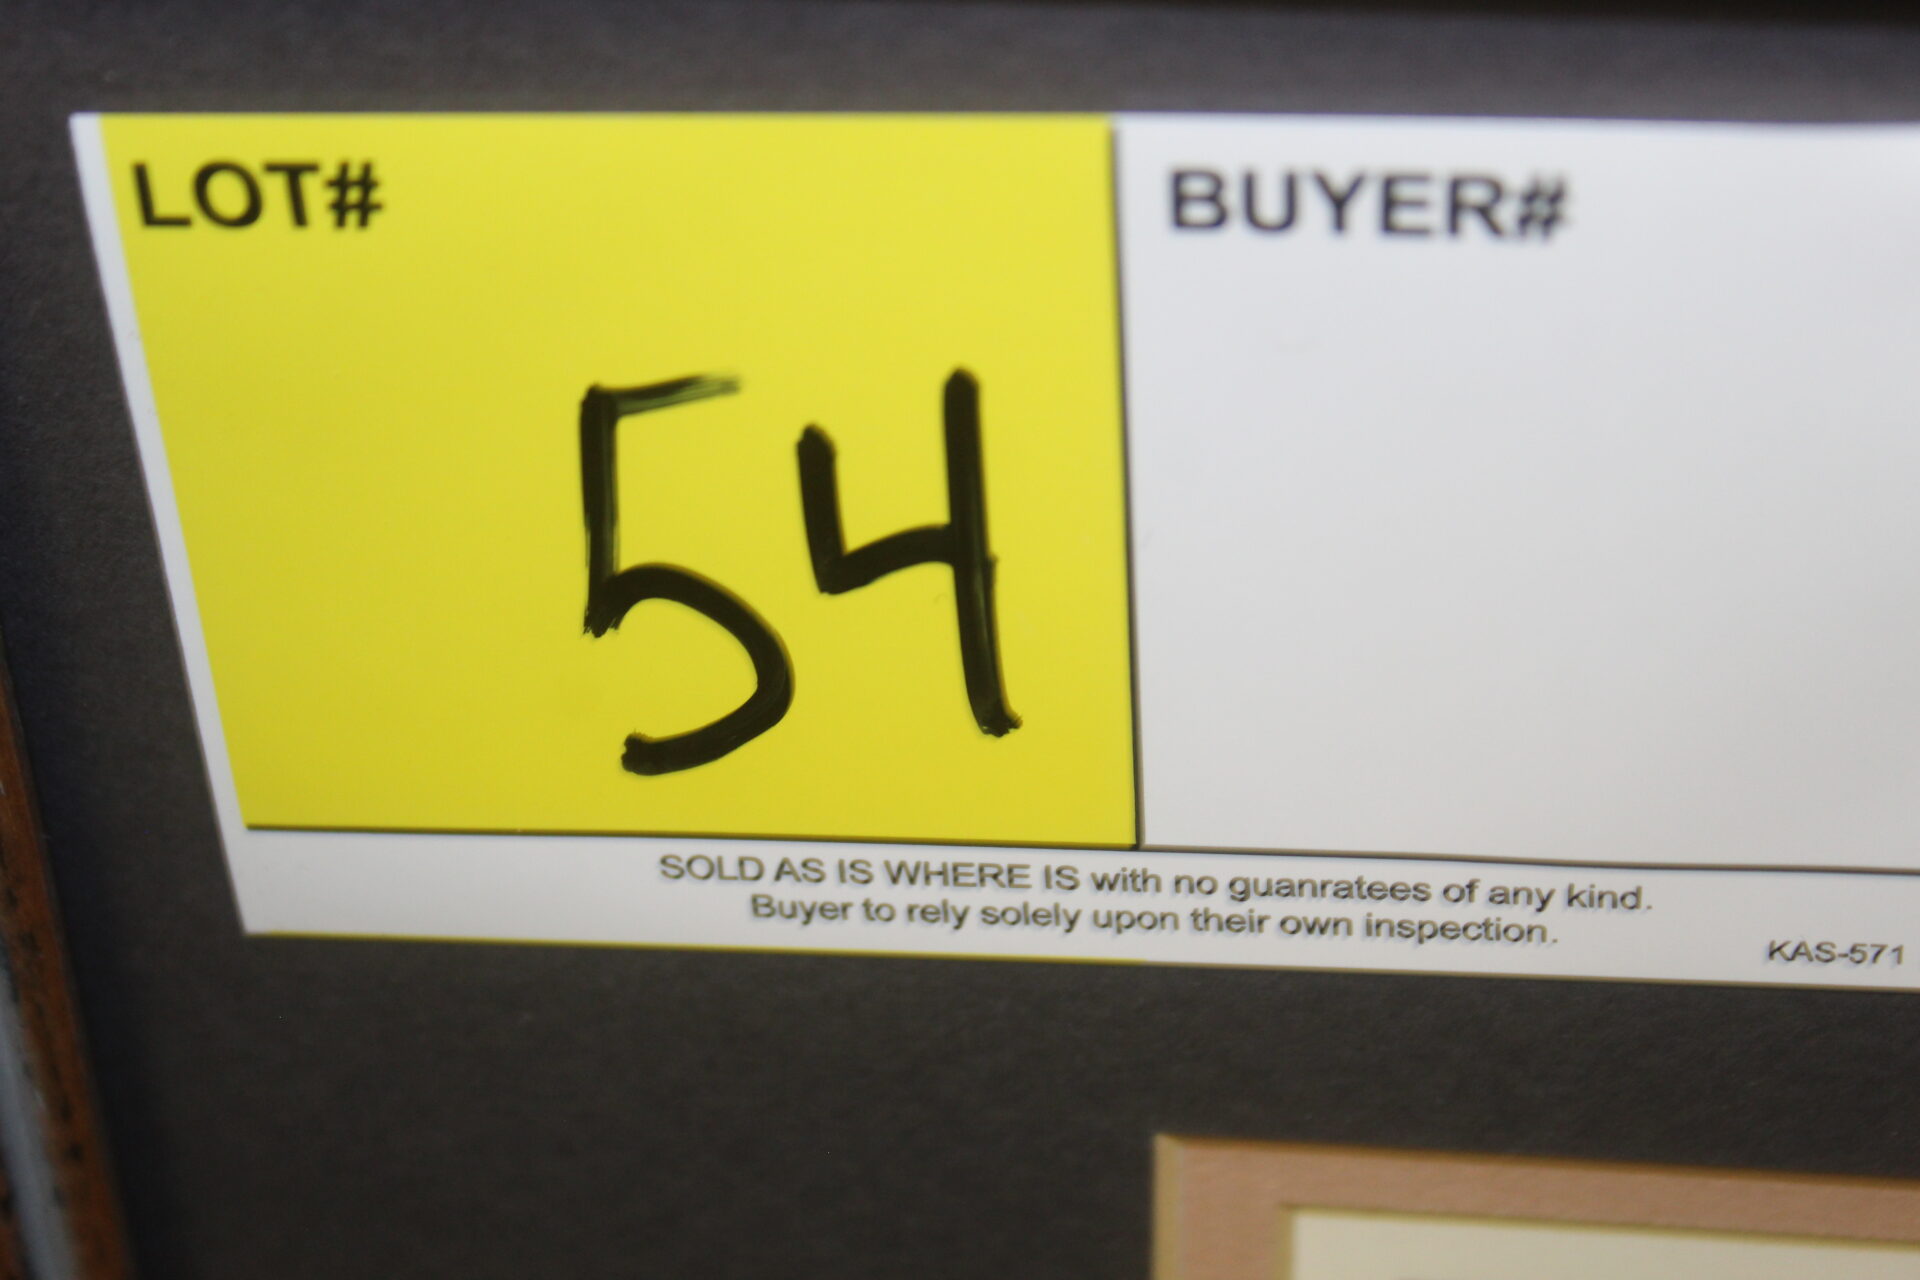 LOT#
BUYER#
54
SOLD AS IS WHERE IS with no guanratees of any kind.
Buyer to rely solely upon their own inspection.
KAS-571